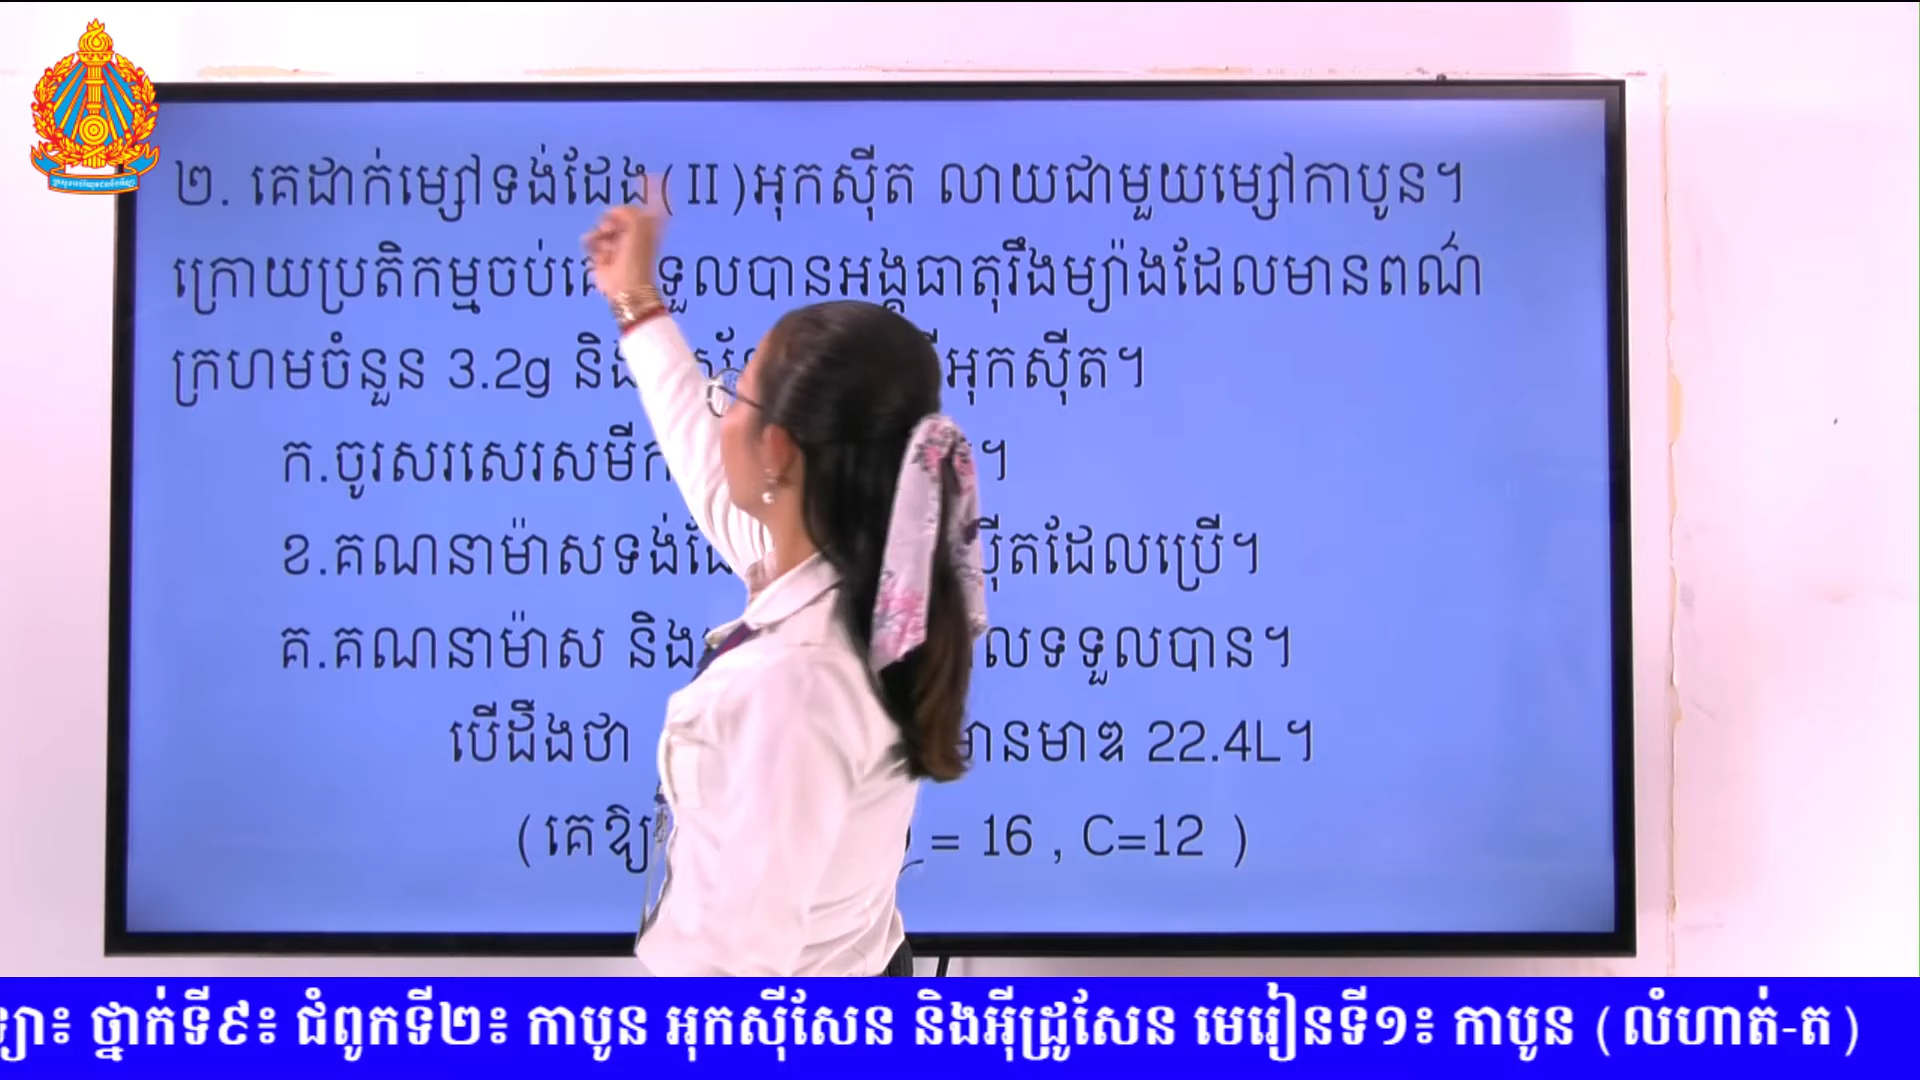 ២. គេដាក់ម្សៅទង់ដែង(II)អុកស៊ីត លាយជាមួយម្សៅកាបូន។
ក្រោយប្រតិកម្មចប់គេ ទួលបានអង្គធាតុរឹងម្យ៉ាងដែលមានពណ៌
ក្រហមចំនួន 3.2g និង អុកស៊ីត។
ក.ចូរសរសេរសមីការ ។
ខ.គណនាម៉ាសទង់ដែង ស៊ីតដែលប្រើ។
គ.គណនាម៉ាស និង ដែលទទួលបាន។
បើដឹងថា មានមាឌ 22.4L។
(គេឱ្យ = 16 , C=12 )
ថ្នាក់ទី៩៖ ជំពូកទី២៖ កាបូន អុកស៊ីសែន និងអ៊ីដ្រូសែន មេរៀនទី១៖ កាបូន (លំហាត់-ត)